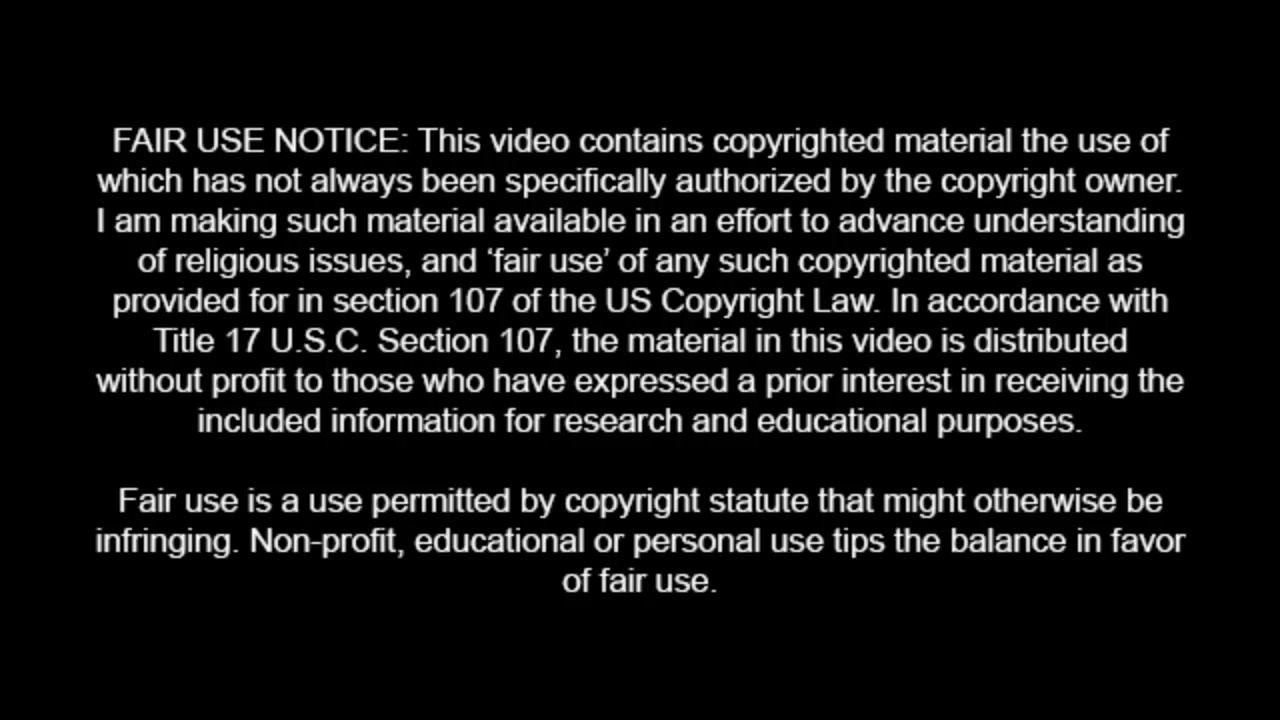 FAIR USE NOTICE: This video contains copyrighted material the use of
which has not always been specifically authorized by the copyright owner.
I am making such material available in an effort to advance understanding
of religious issues, and ‘fair use’ of any such copyrighted material as
provided for in section 107 of the US Copyright Law. In accordance with
Title 17 U.S.C. Section 107, the material in this video is distributed
without profit to those who have expressed a prior interest in receiving the
included information for research and educational purposes.
Fair use is a use permitted by copyright statute that might otherwise be
infringing. Non-profit, educational or personal use tips the balance in favor
of fair use.